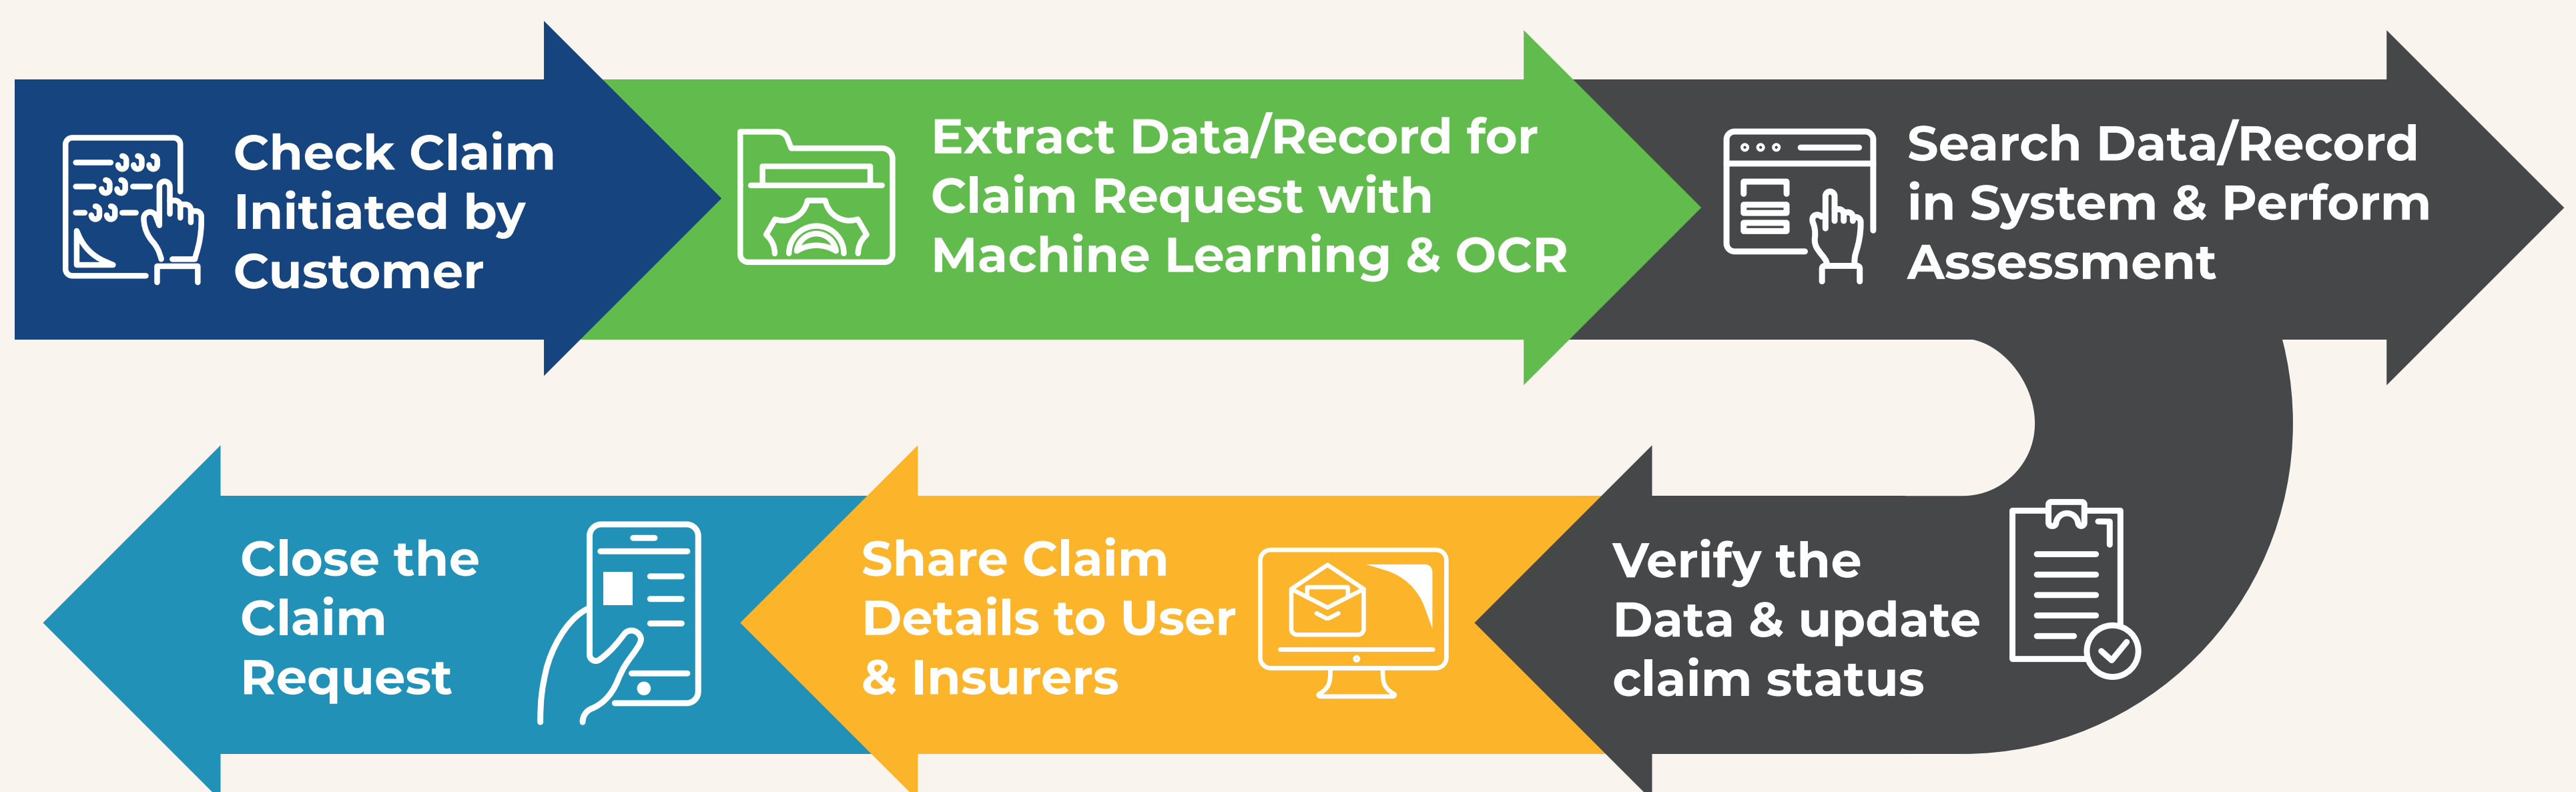 Check Claim
Initiated by
Customer
Extract Data/Record for
Claim Request with
Machine Learning & OCR
Search Data/Record
in System & Perform
Assessment
Verify the
Data & update
claim status
Share Claim
Details to User
& Insurers
Close the
Claim
Request